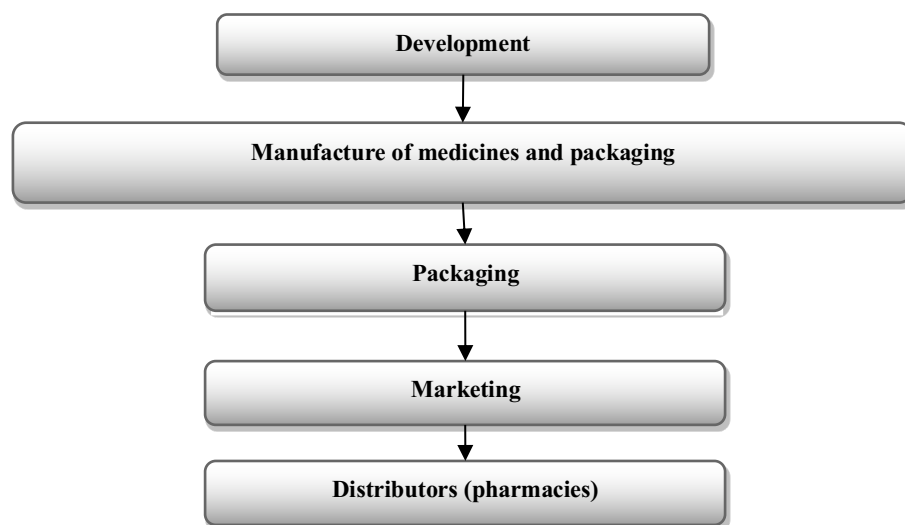 Development
Manufacture of medicines and packaging
Packaging
Marketing
Distributors (pharmacies)